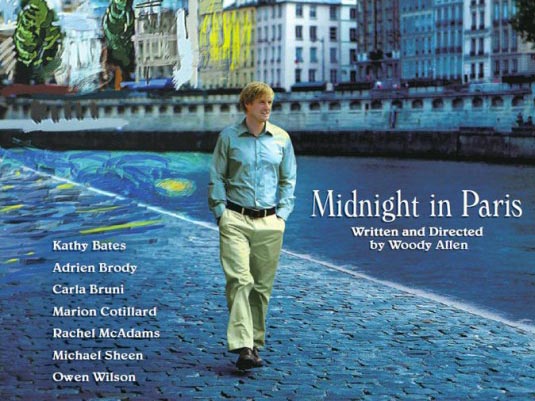 Midnight in Paris
Written and Directed
by Woody Allen
Kathy Bates
Adrien Brody
Carla Bruni
Marion Cotillard
Rachel McAdams
Michael Sheen
Owen Wilson